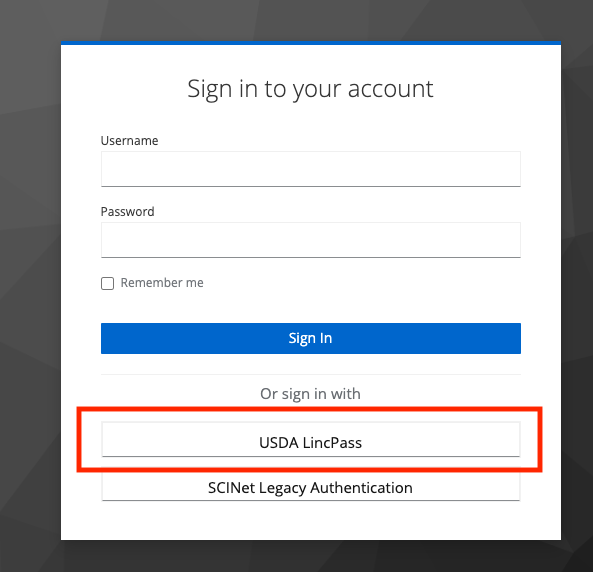 Sign in to your account
Username
Password
Remember me
Sign In
Or sign in with
USDA LincPass
SCINet Legacy Authentication